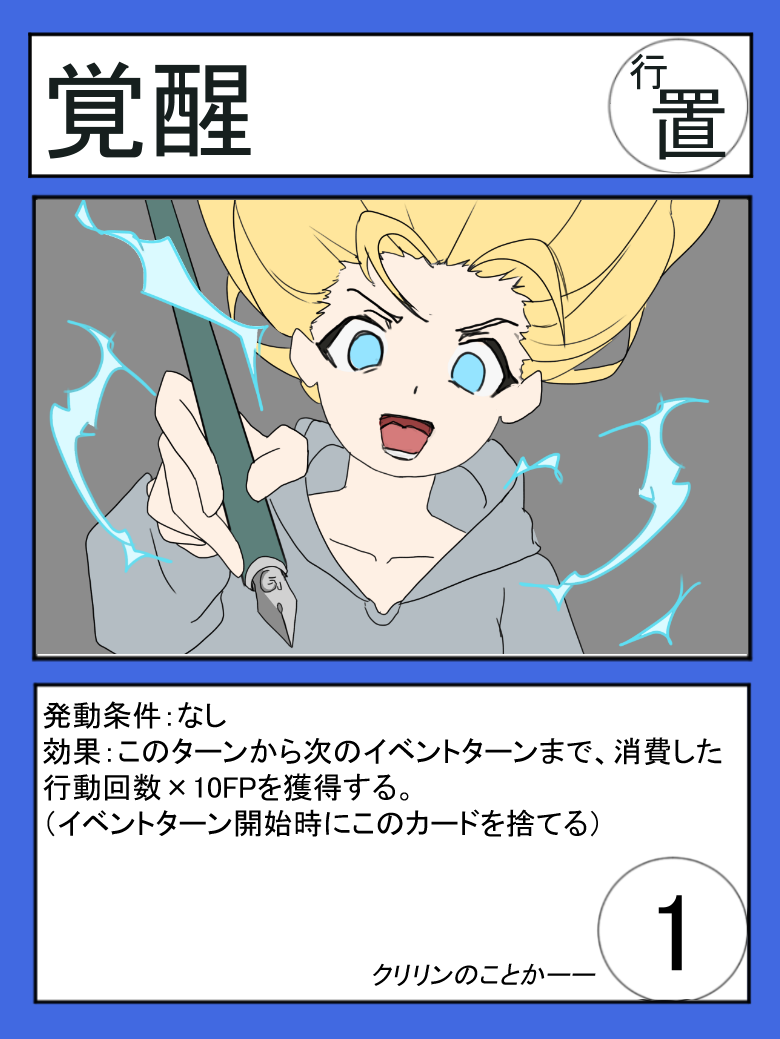 覚醒
行
置
発動条件:なし
効果:このターンから次のイベントターンまで、消費した
行動回数×10FPを獲得する。
(イベントターン開始時にこのカードを捨てる)
1
クリリンのことかーー